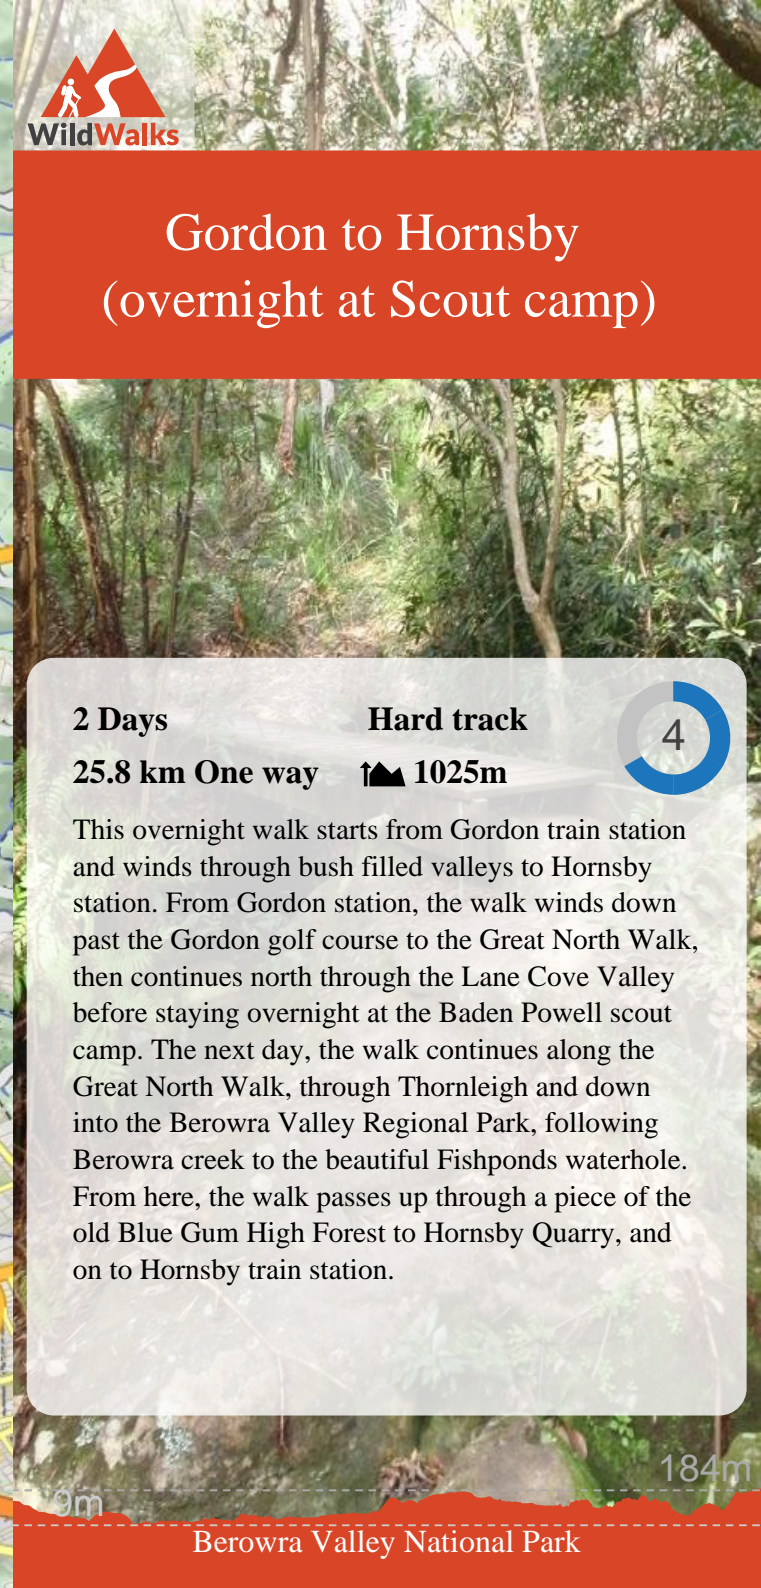 WildWalks
Gordon to Hornsby
(overnight at Scout camp)
2 Days
Hard track
4
25.8 km One way
1025m
This overnight walk starts from Gordon train station
and winds through bush filled valleys to Hornsby
station. From Gordon station, the walk winds down
past the Gordon golf course to the Great North Walk,
then continues north through the Lane Cove Valley
before staying overnight at the Baden Powell scout
camp. The next day, the walk continues along the
Great North Walk, through Thornleigh and down
into the Berowra Valley Regional Park, following
Berowra creek to the beautiful Fishponds waterhole.
From here, the walk passes up through a piece of the
old Blue Gum High Forest to Hornsby Quarry, and
on to Hornsby train station.
184m
9m
Berowra Valley National Park